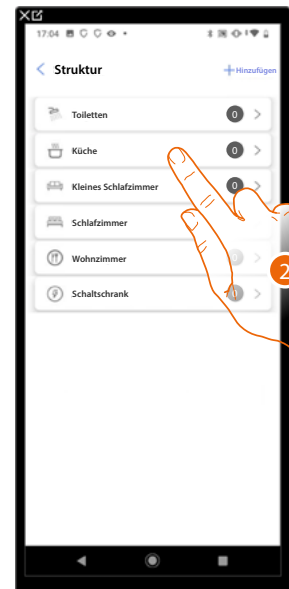 17:04
Struktur
Hinzufügen
Toiletten 0
Küche 0
Kleines Schlafzimmer 0
Schlafzimmer
Wohnzimmer
Schaltschrank
2